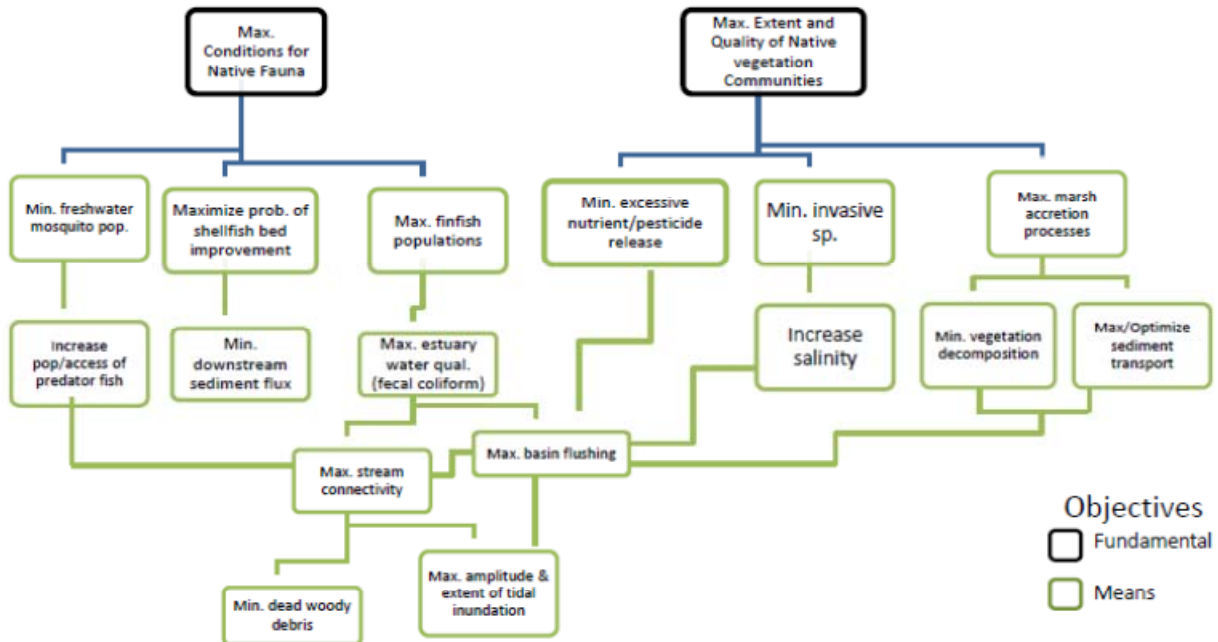 Max.
Conditions for
Native Fauna
Max. Extent and
Quality of Native
vegetation
Communities
Min. freshwater
mosquito pop.
Maximize prob. of
shellfish bed
improvement
Max. finfish
populations
Min. excessive
nutrient/pesticide
release
Min. invasive
sp.
Max. marsh
accretion
processes
Increase
pop/access of
predator fish
Min.
downstream
sediment flux
Max. estuary
water qual.
(fecal coliform)
Increase
salinity
Min. vegetation
decomposition
Max/Optimize
sediment
transport
Max. stream
connectivity
Max. basin flushing
Min. dead woody
debris
Max. amplitude &
extent of tidal
inundation
Objectives
Fundamental
Means